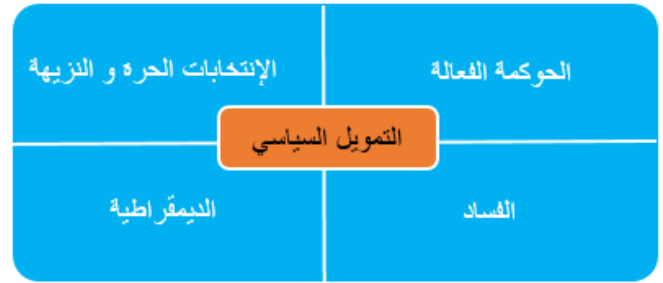 الحوكمة الفعالة
الإنتخابات الحرة و النزيهة
التمويل السياسي
الفساد
الديمقراطية